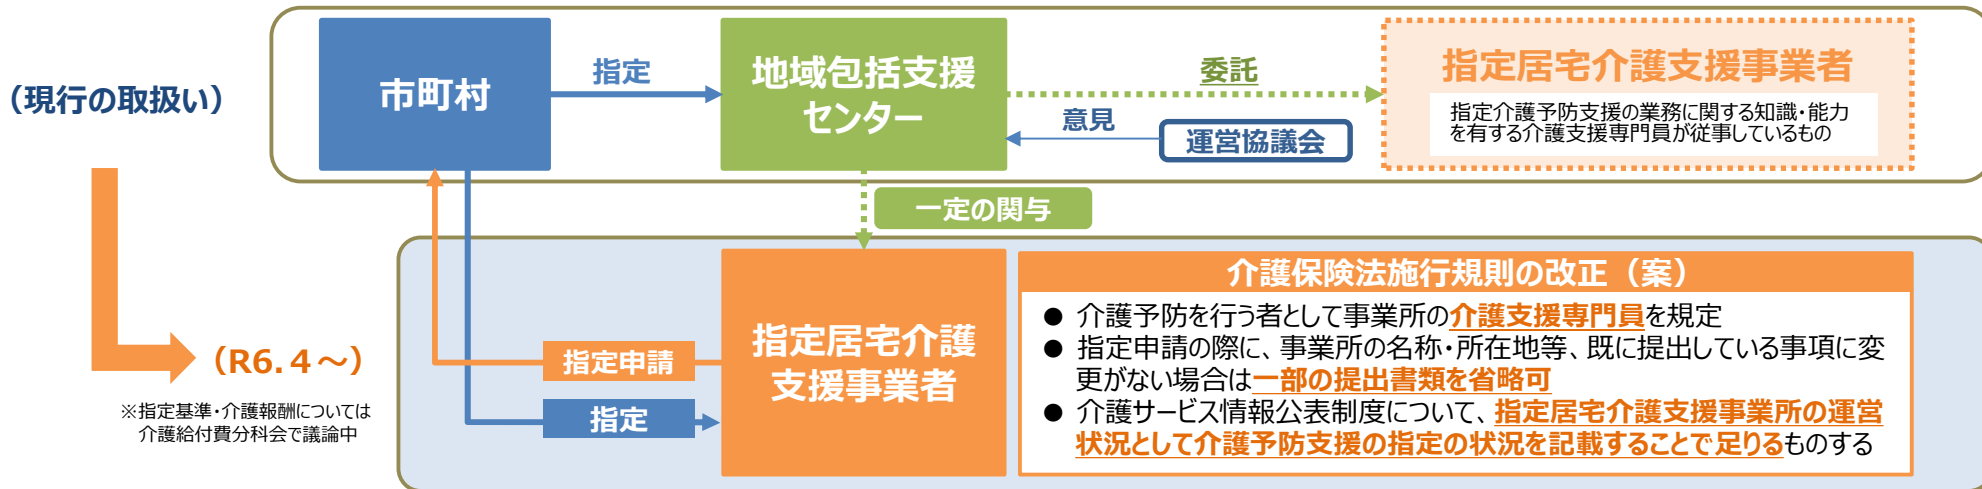 （現行の取扱い）
市町村
指定
地域包括支援
センター
委託
意見
運営協議会
指定居宅介護支援事業者
指定介護予防支援の業務に関する知識・能力
を有する介護支援専門員が従事しているもの
一定の関与
（R6.４～）
※指定基準・介護報酬については
介護給付費分科会で議論中
指定申請
指定
指定居宅介護
支援事業者
介護保険法施行規則の改正（案）
● 介護予防を行う者として事業所の介護支援専門員を規定
● 指定申請の際に、事業所の名称・所在地等、既に提出している事項に変
更がない場合は一部の提出書類を省略可
● 介護サービス情報公表制度について、指定居宅介護支援事業所の運営
状況として介護予防支援の指定の状況を記載することで足りるものする